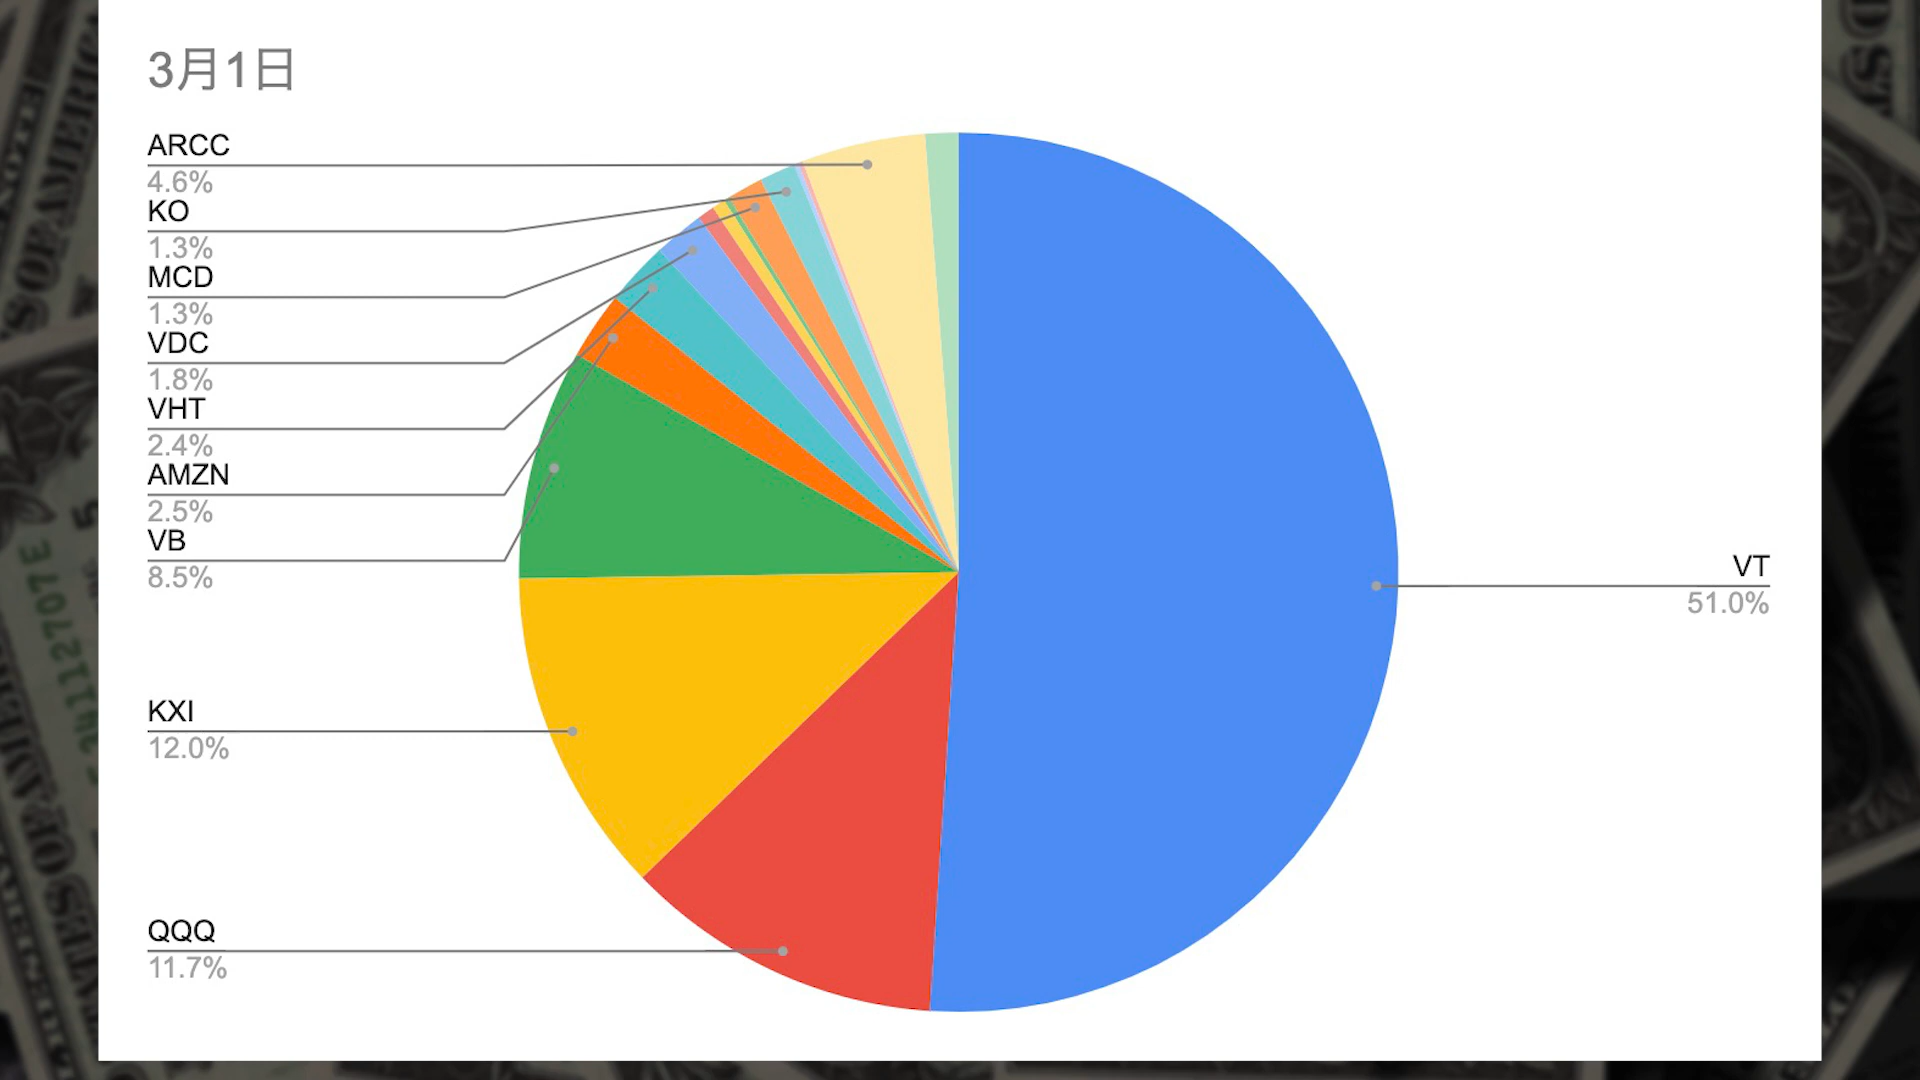 3月1日
ARCC
4.6%
KO
1.3%
MCD
1.3%
VDC
1.8%
VHT
2.4%
AMZN
2.5%
VB
8.5%
KXI
12.0%
QQQ
11.7%
VT
51.0%